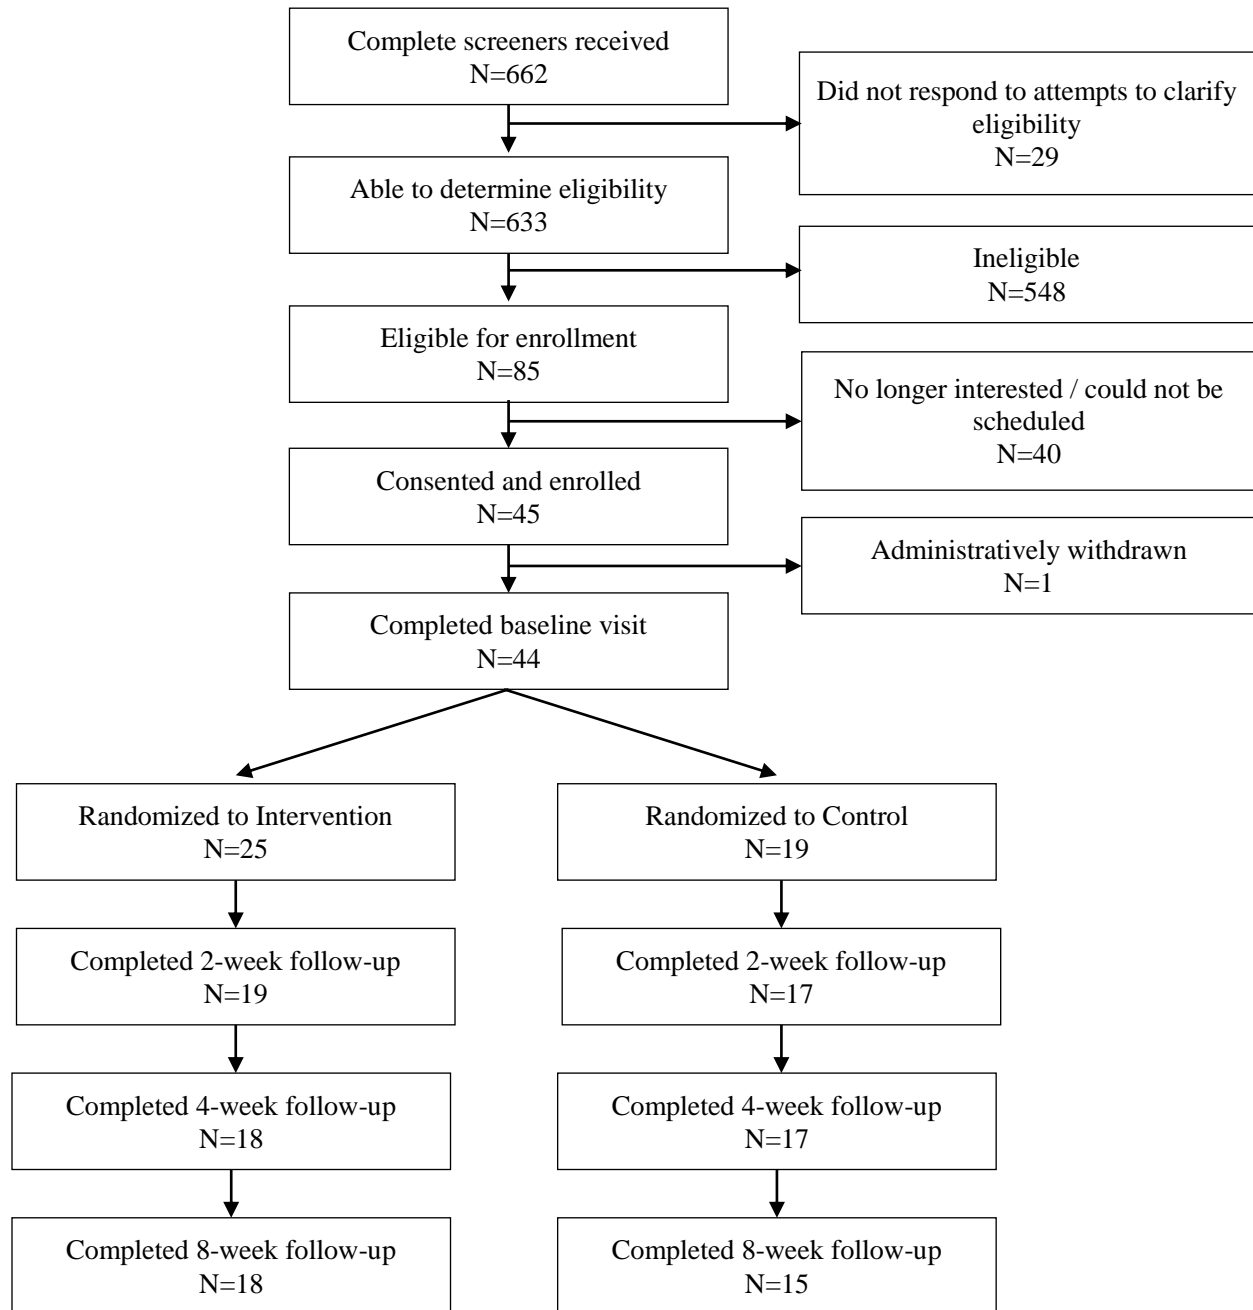 Complete screeners received
N=662
Did not respond to attempts to clarify
eligibility
N=29
Able to determine eligibility
N=633
Ineligible
N=548
Eligible for enrollment
N=85
No longer interested / could not be
scheduled
N=40
Consented and enrolled
N=45
Administratively withdrawn
N=1
Completed baseline visit
N=44
Randomized to Intervention
N=25
Randomized to Control
N=19
Completed 2-week follow-up
N=19
Completed 2-week follow-up
N=17
Completed 4-week follow-up
N=18
Completed 4-week follow-up
N=17
Completed 8-week follow-up
N=18
Completed 8-week follow-up
N=15